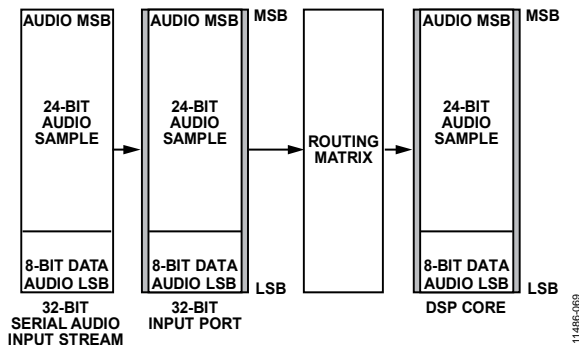 AUDIO MSB
24-BIT
AUDIO
SAMPLE
8-BIT DATA
AUDIO LSB
32-BIT
SERIAL AUDIO
INPUT STREAM
AUDIO MSB
MSB
24-BIT
AUDIO
SAMPLE
8-BIT DATA
AUDIO LSB
LSB
32-BIT
INPUT PORT
ROUTING
MATRIX
AUDIO MSB
MSB
24-BIT
AUDIO
SAMPLE
8-BIT DATA
AUDIO LSB
LSB
DSP CORE
11486-069